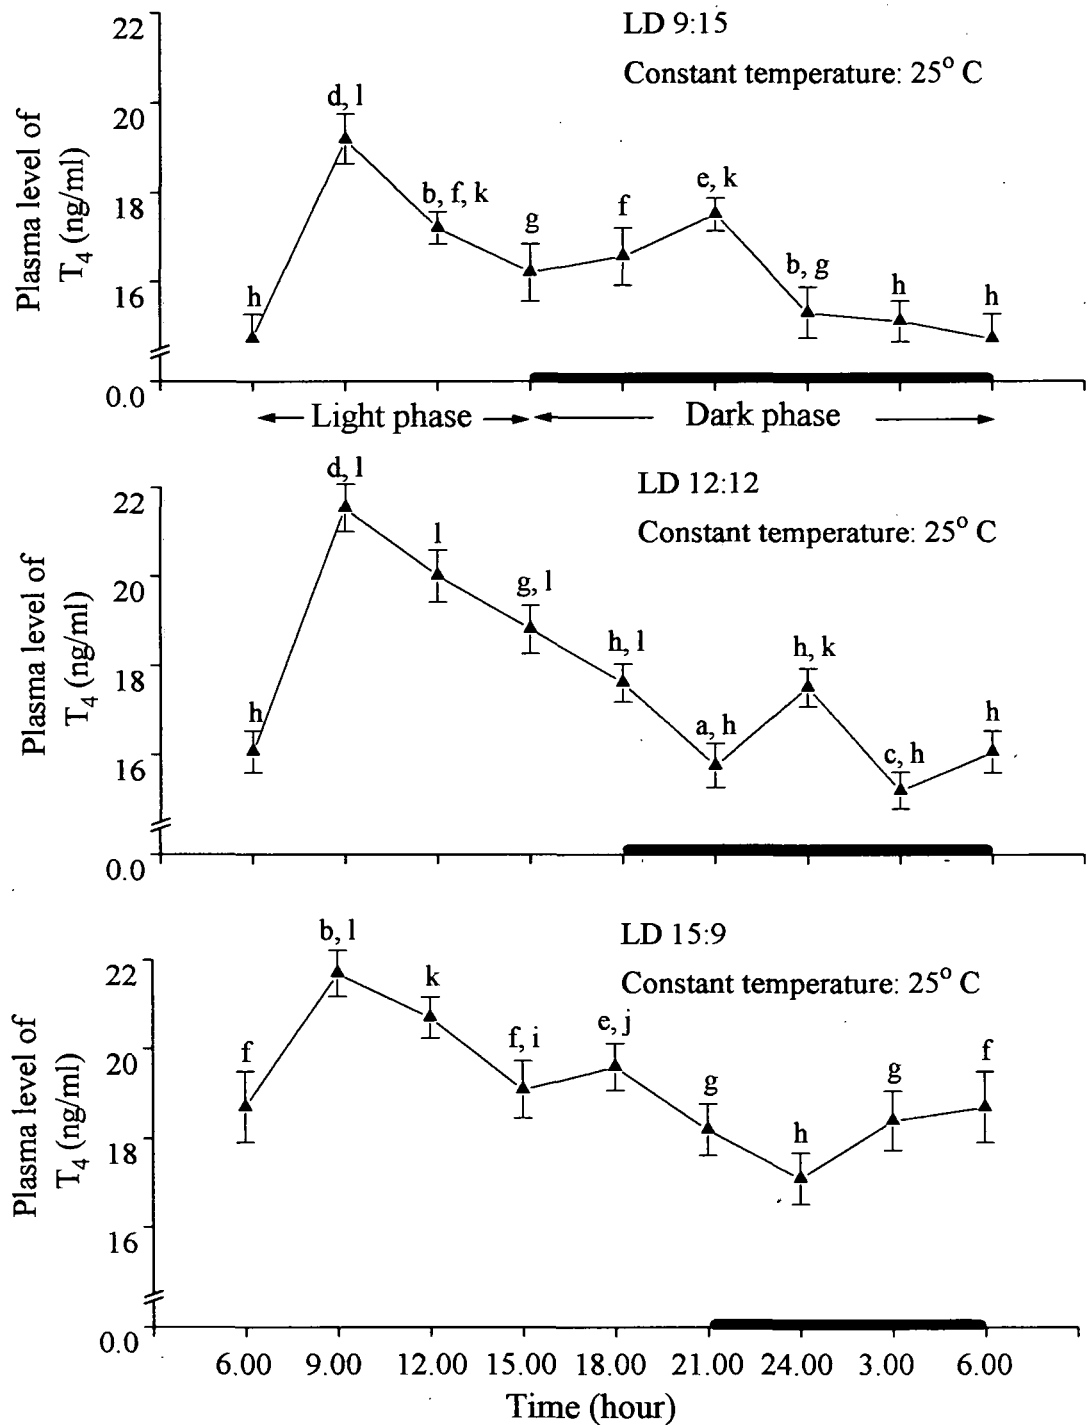 LD 9:15
Constant temperature: 25° C
Plasma level of
T₄ (ng/ml)
22
20
18
16
0.0
h
d, l
b, f, k
g
f
e, k
b, g
h
h
Light phase
Dark phase
LD 12:12
Constant temperature: 25° C
Plasma level of
T₄ (ng/ml)
22
20
18
16
0.0
h
d, l
l
g, l
h, l
a, h
h, k
c, h
h
LD 15:9
Constant temperature: 25° C
Plasma level of
T₄ (ng/ml)
22
20
18
16
0.0
f
b, l
k
f, i
e, j
g
h
g
f
6.00 9.00 12.00 15.00 18.00 21.00 24.00 3.00 6.00
Time (hour)